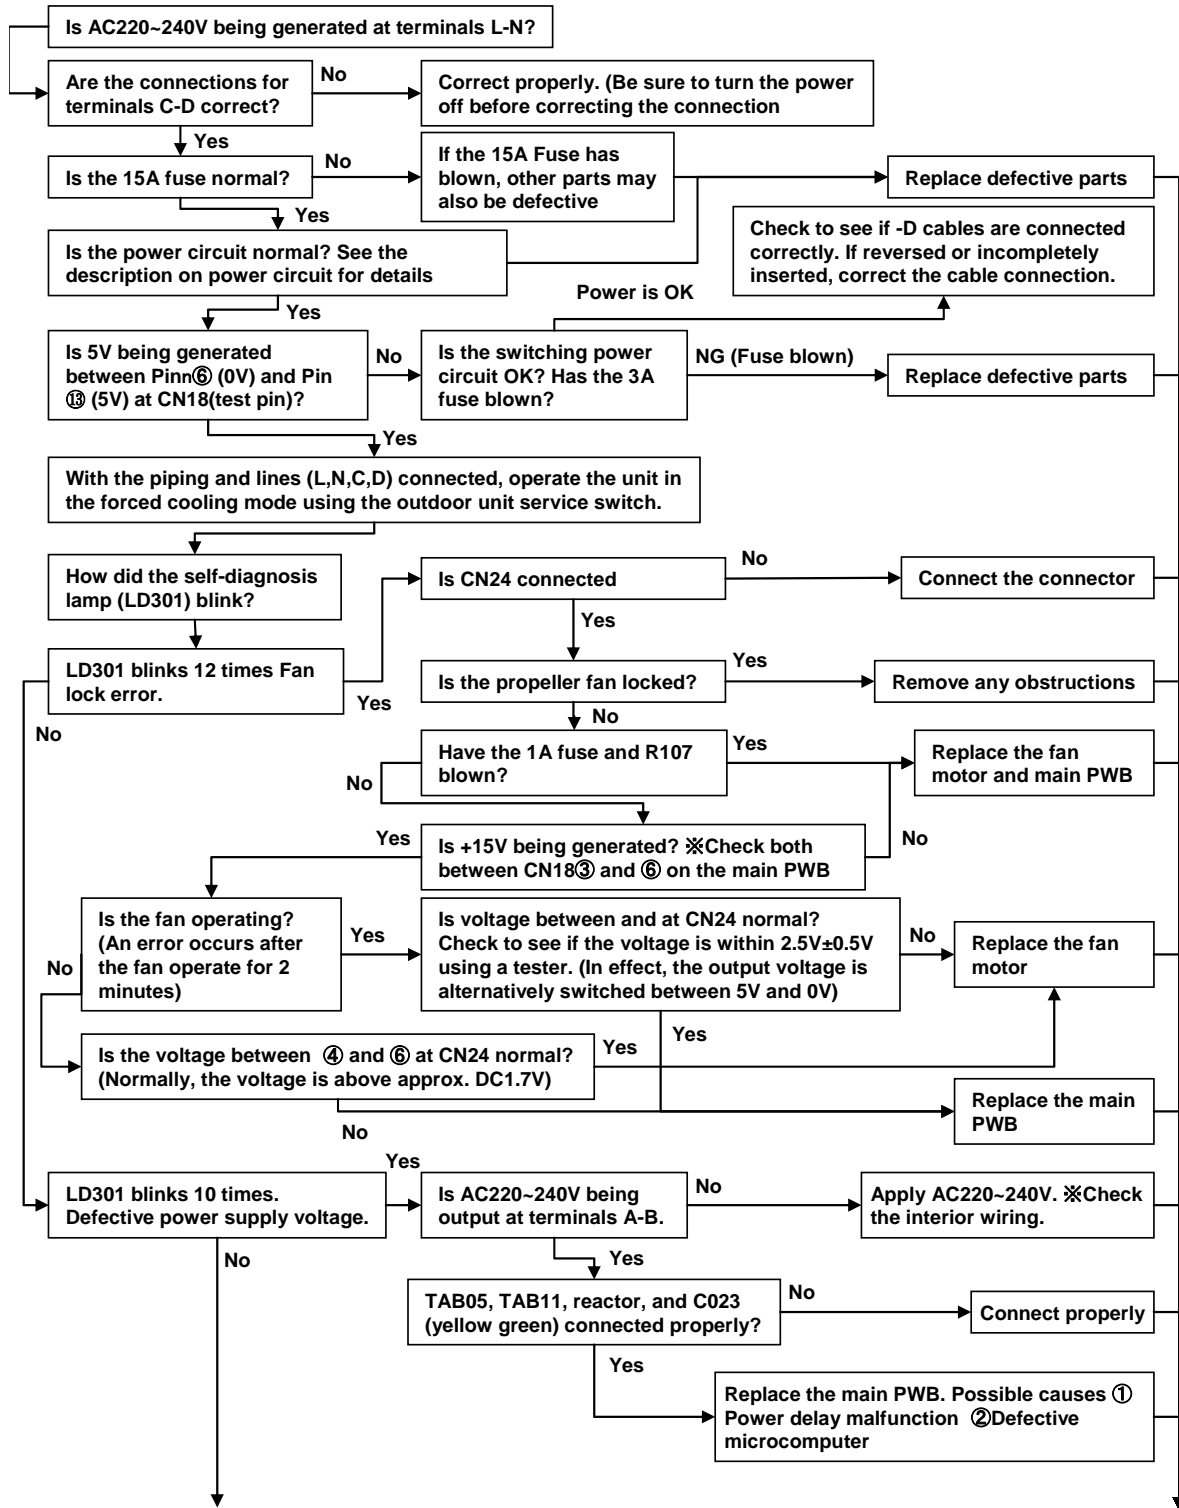 Is AC220~240V being generated at terminals L-N?
Are the connections for
terminals C-D correct?
No
Correct properly. (Be sure to turn the power
off before correcting the connection
Yes
Is the 15A fuse normal?
No
If the 15A Fuse has
blown, other parts may
also be defective
Replace defective parts
Yes
Is the power circuit normal? See the
description on power circuit for details
Check to see if -D cables are connected
correctly. If reversed or incompletely
inserted, correct the cable connection.
Power is OK
Yes
Is 5V being generated
between Pinn⑥ (0V) and Pin
⑬ (5V) at CN18(test pin)?
No
Is the switching power
circuit OK? Has the 3A
fuse blown?
NG (Fuse blown)
Replace defective parts
Yes
With the piping and lines (L,N,C,D) connected, operate the unit in
the forced cooling mode using the outdoor unit service switch.
How did the self-diagnosis
lamp (LD301) blink?
Is CN24 connected
No
Connect the connector
Yes
LD301 blinks 12 times Fan
lock error.
Yes
No
Is the propeller fan locked?
Yes
Remove any obstructions
No
Have the 1A fuse and R107
blown?
Yes
No
Replace the fan
motor and main PWB
Yes
Is +15V being generated? ※Check both
between CN18③ and ⑥ on the main PWB
No
Is the fan operating?
(An error occurs after
the fan operate for 2
minutes)
Yes
No
Is voltage between and at CN24 normal?
Check to see if the voltage is within 2.5V±0.5V
using a tester. (In effect, the output voltage is
alternatively switched between 5V and 0V)
No
Replace the fan
motor
Yes
Is the voltage between ④ and ⑥ at CN24 normal?
(Normally, the voltage is above approx. DC1.7V)
Yes
No
Replace the main
PWB
LD301 blinks 10 times.
Defective power supply voltage.
Yes
No
Is AC220~240V being
output at terminals A-B.
No
Apply AC220~240V. ※Check
the interior wiring.
Yes
TAB05, TAB11, reactor, and C023
(yellow green) connected properly?
No
Connect properly
Yes
Replace the main PWB. Possible causes ①
Power delay malfunction ②Defective
microcomputer